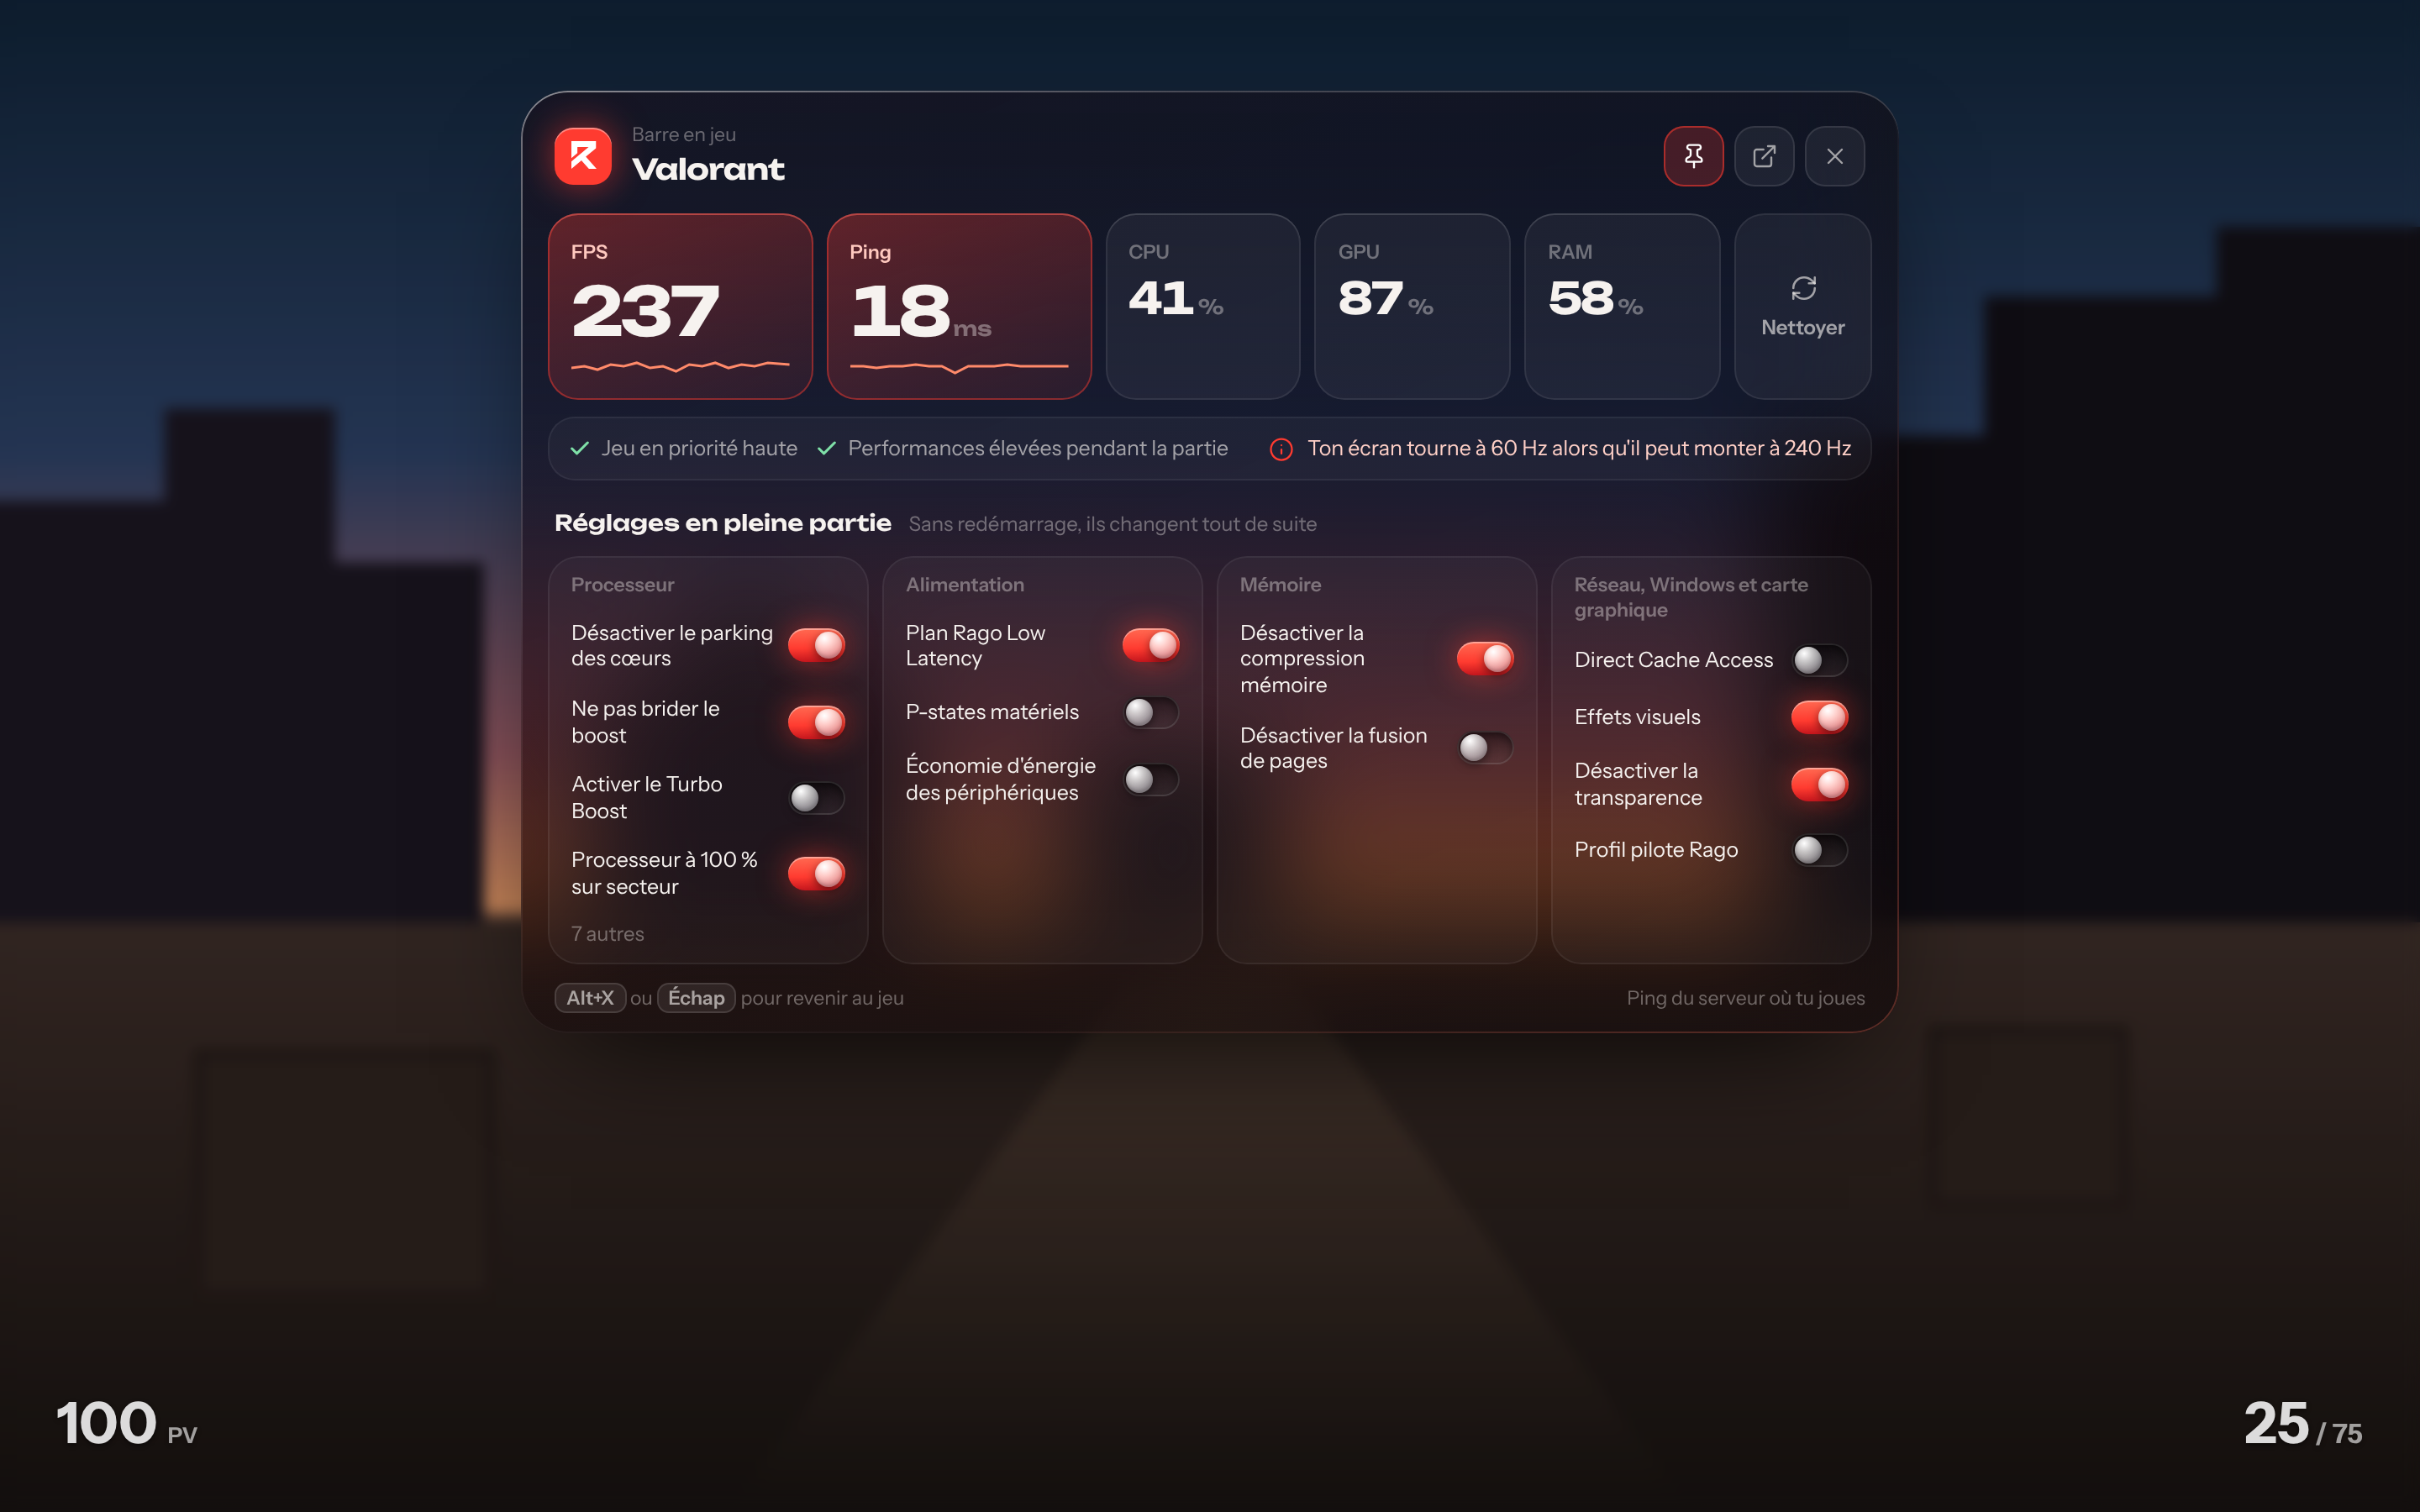 Barre en jeu
Valorant
FPS
237
Ping
18 ms
CPU
41 %
GPU
87 %
RAM
58 %
Nettoyer
Jeu en priorité haute
Performances élevées pendant la partie
Ton écran tourne à 60 Hz alors qu'il peut monter à 240 Hz
Réglages en pleine partie
Sans redémarrage, ils changent tout de suite
Processeur
Désactiver le parking
des cœurs
Ne pas brider le
boost
Activer le Turbo
Boost
Processeur à 100 %
sur secteur
7 autres
Alimentation
Plan Rago Low
Latency
P-states matériels
Économie d'énergie
des périphériques
Mémoire
Désactiver la
compression
mémoire
Désactiver la fusion
de pages
Réseau, Windows et carte
graphique
Direct Cache Access
Effets visuels
Désactiver la
transparence
Profil pilote Rago
Alt+X ou Échap pour revenir au jeu
Ping du serveur où tu joues
100 PV
25 / 75